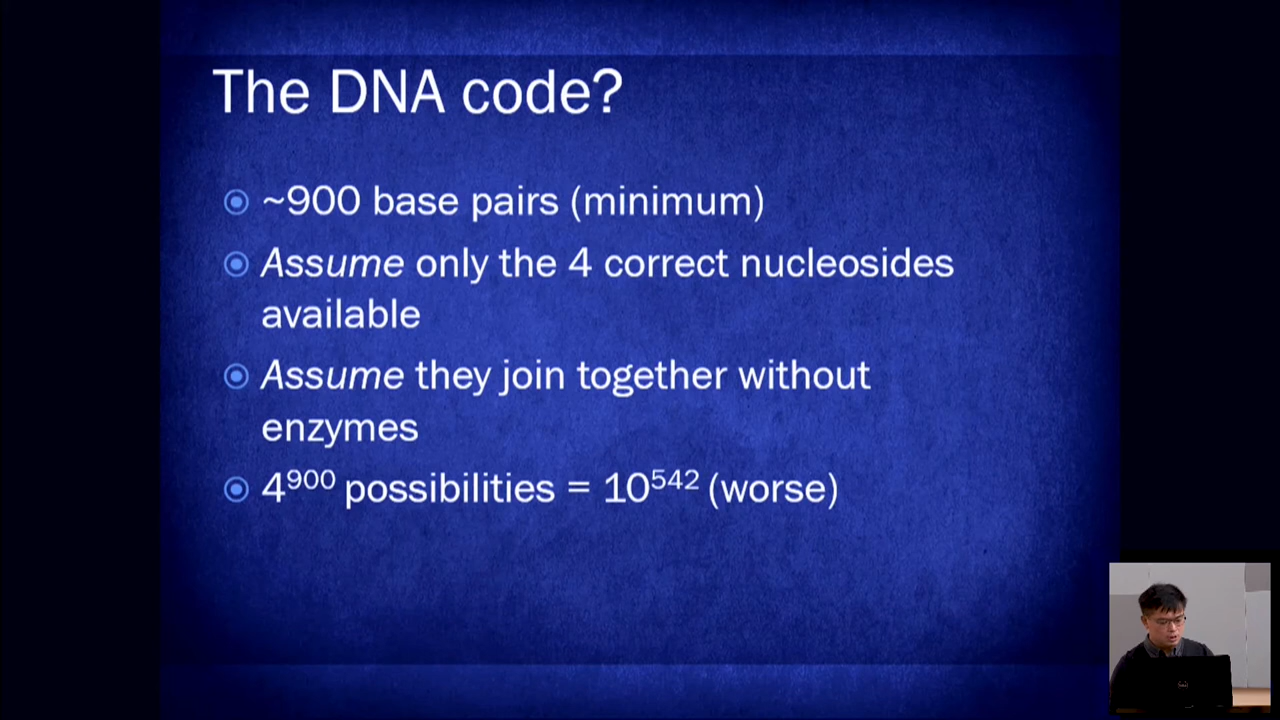 The DNA code?
~900 base pairs (minimum)
Assume only the 4 correct nucleosides
available
Assume they join together without
enzymes
4⁹⁰⁰ possibilities = 10⁵⁴² (worse)